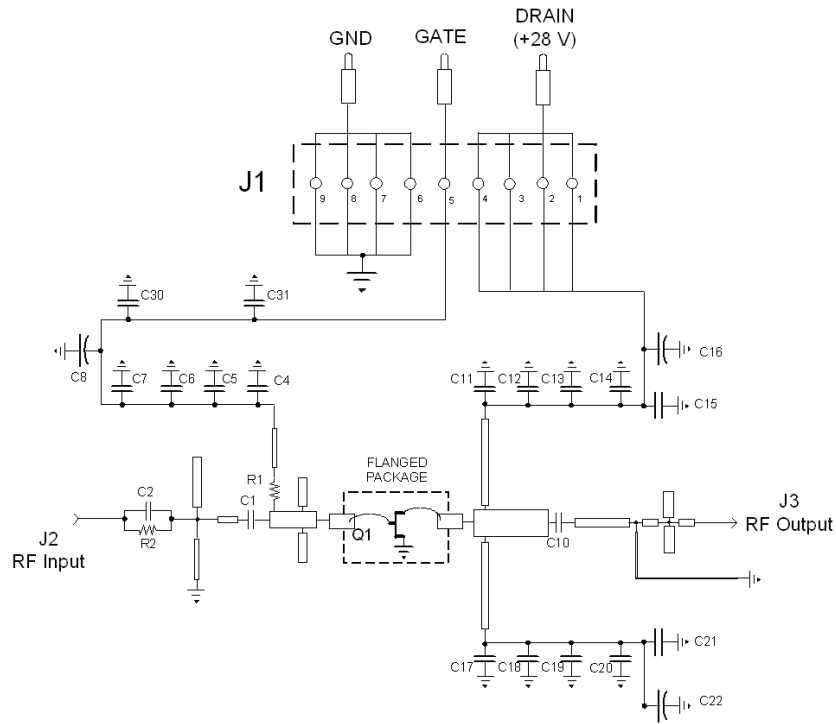 DRAIN
(+28 V)
GND
GATE
J1
9
8
7
6
5
4
3
2
1
C30
C31
C8
C7
C6
C5
C4
C16
C11
C12
C13
C14
C15
FLANGED
PACKAGE
R1
C2
R2
C1
Q1
C10
J2
RF Input
J3
RF Output
C17
C18
C19
C20
C21
C22